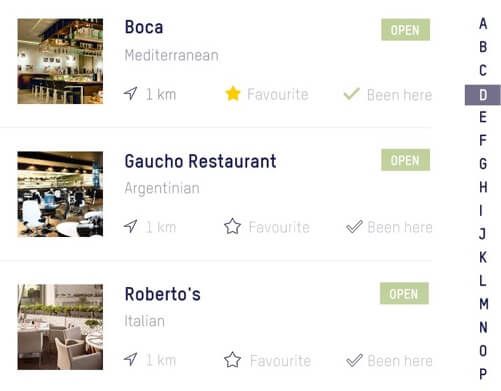 Boca
OPEN
Mediterranean
1 km
Favourite
Been here
Gaucho Restaurant
OPEN
Argentinian
1 km
Favourite
Been here
Roberto's
OPEN
Italian
1 km
Favourite
Been here
A
B
C
D
E
F
G
H
I
J
K
L
M
N
O
P